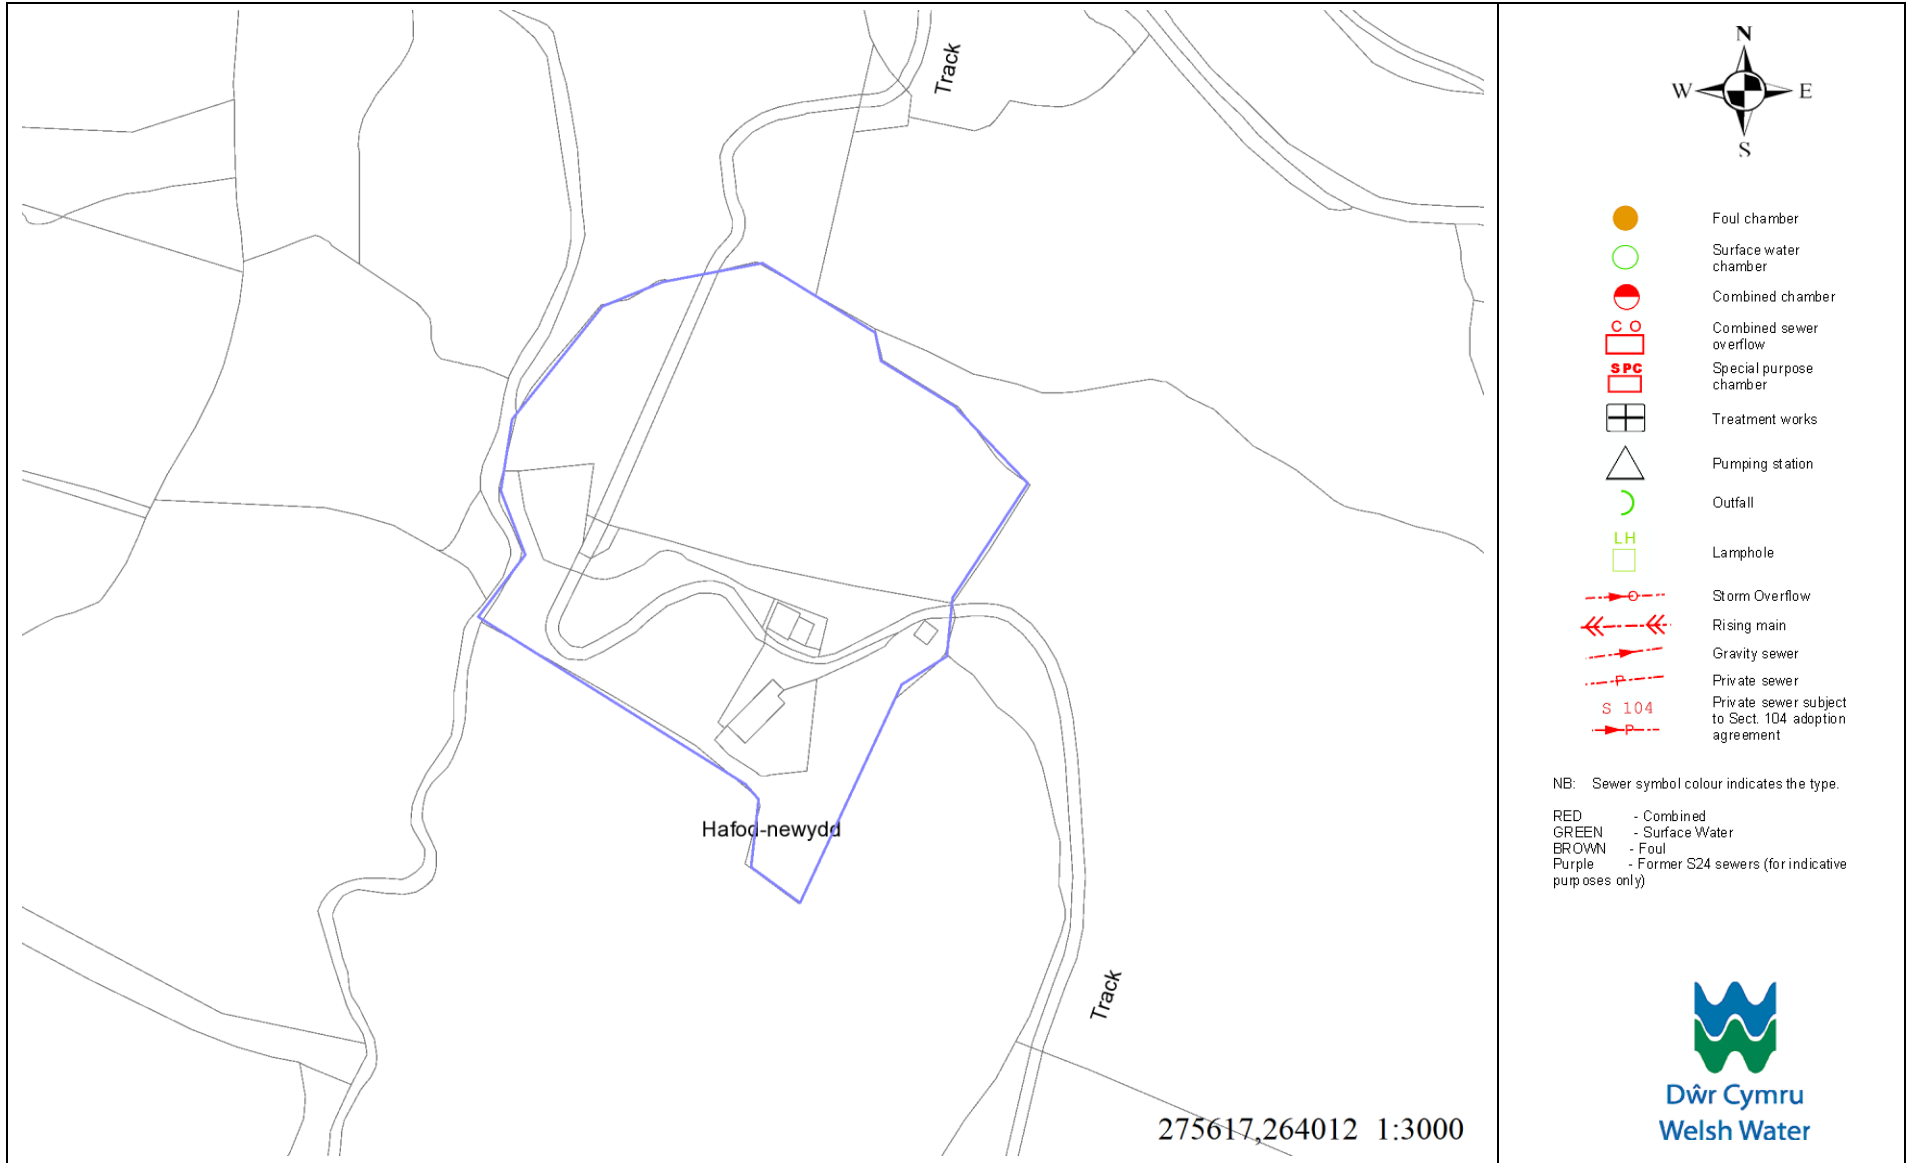 Track
Hafod-newydd
Track
275617,264012 1:3000
N
W E
S
Foul chamber
Surface water
chamber
Combined chamber
C O
Combined sewer
overflow
SPC
Special purpose
chamber
Treatment works
Pumping station
Outfall
LH
Lamphole
Storm Overflow
Rising main
Gravity sewer
P
Private sewer
S 104
P
Private sewer subject
to Sect. 104 adoption
agreement
NB: Sewer symbol colour indicates the type.
RED - Combined
GREEN - Surface Water
BROWN - Foul
Purple - Former S24 sewers (for indicative
purposes only)
Dŵr Cymru
Welsh Water